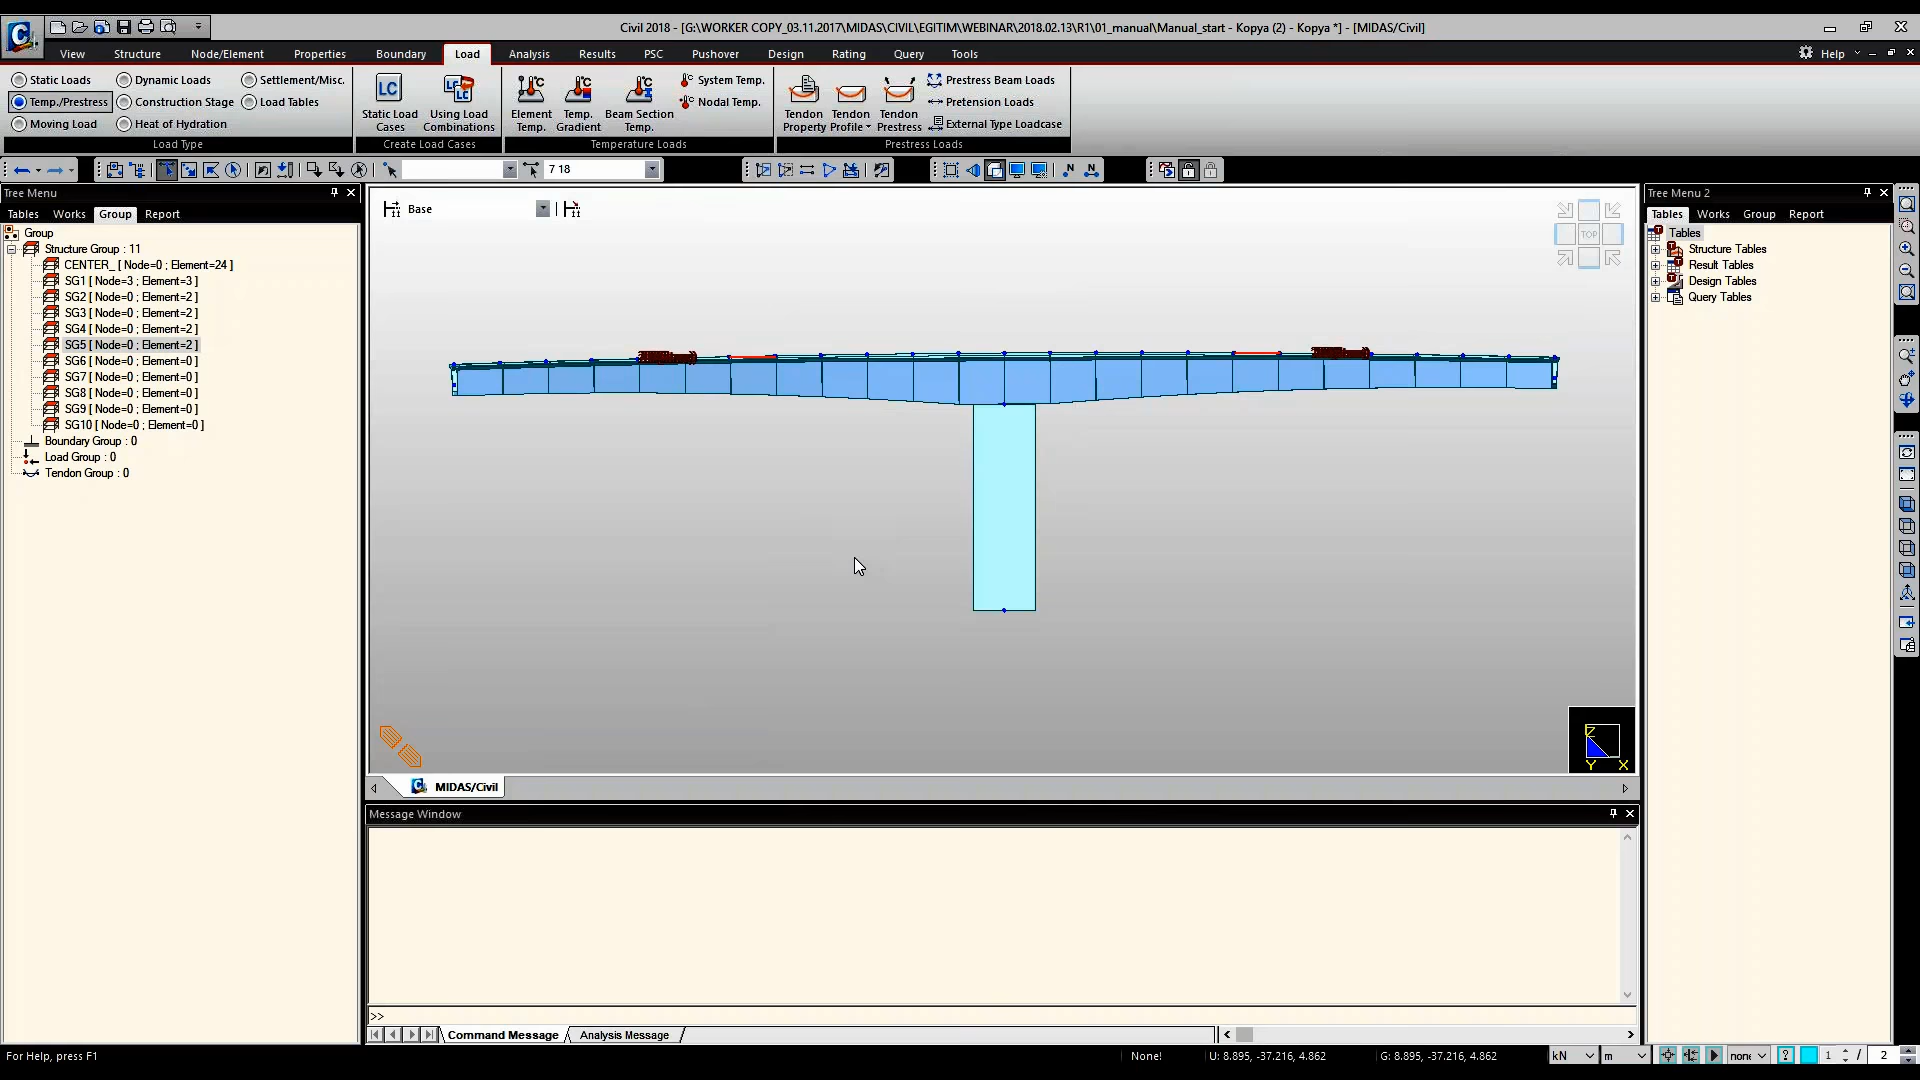 Civil 2018 - [G:\WORKER COPY_03.11.2017\MIDAS\CIVIL\EGITIM\WEBINAR\2018.02.13\R1\01_manual\Manual_start - Kopya (2) - Kopya *] - [MIDAS/Civil]
View Structure Node/Element Properties Boundary Load Analysis Results PSC Pushover Design Rating Query Tools Help
Static Loads Dynamic Loads Settlement/Misc.
Temp./Prestress Construction Stage Load Tables
Moving Load Heat of Hydration
Load Type
LC
Static Load Cases
Using Load Combinations
Create Load Cases
Element Temp.
Temp. Gradient
Beam Section Temp.
System Temp.
Nodal Temp.
Temperature Loads
Tendon Property
Tendon Profile
Tendon Prestress
Prestress Beam Loads
Pretension Loads
External Type Loadcase
Prestress Loads
7 18
Tree Menu
Tables Works Group Report
Group
Structure Group : 11
CENTER_ [ Node=0 ; Element=24 ]
SG1 [ Node=3 ; Element=3 ]
SG2 [ Node=0 ; Element=2 ]
SG3 [ Node=0 ; Element=2 ]
SG4 [ Node=0 ; Element=2 ]
SG5 [ Node=0 ; Element=2 ]
SG6 [ Node=0 ; Element=0 ]
SG7 [ Node=0 ; Element=0 ]
SG8 [ Node=0 ; Element=0 ]
SG9 [ Node=0 ; Element=0 ]
SG10 [ Node=0 ; Element=0 ]
Boundary Group : 0
Load Group : 0
Tendon Group : 0
Base
TOP
Z
Y X
MIDAS/Civil
Message Window
>>
Command Message Analysis Message
Tree Menu 2
Tables Works Group Report
Tables
Structure Tables
Result Tables
Design Tables
Query Tables
For Help, press F1
None!
U: 8.895, -37.216, 4.862
G: 8.895, -37.216, 4.862
kN m none ? 1 / 2